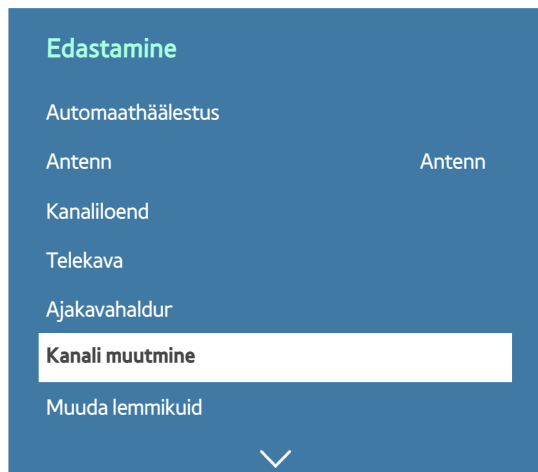 Edastamine
Automaathäälestus
Antenn Antenn
Kanaliloend
Telekava
Ajakavahaldur
Kanali muutmine
Muuda lemmikuid